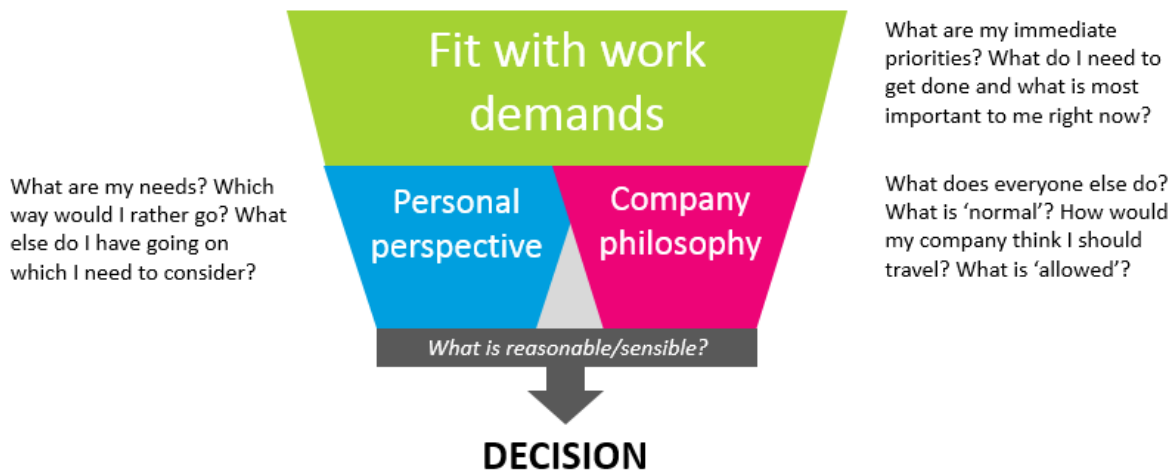 Fit with work
demands
What are my immediate
priorities? What do I need to
get done and what is most
important to me right now?
What are my needs? Which
way would I rather go? What
else do I have going on
which I need to consider?
Personal
perspective
Company
philosophy
What does everyone else do?
What is ‘normal’? How would
my company think I should
travel? What is ‘allowed’?
What is reasonable/sensible?
DECISION